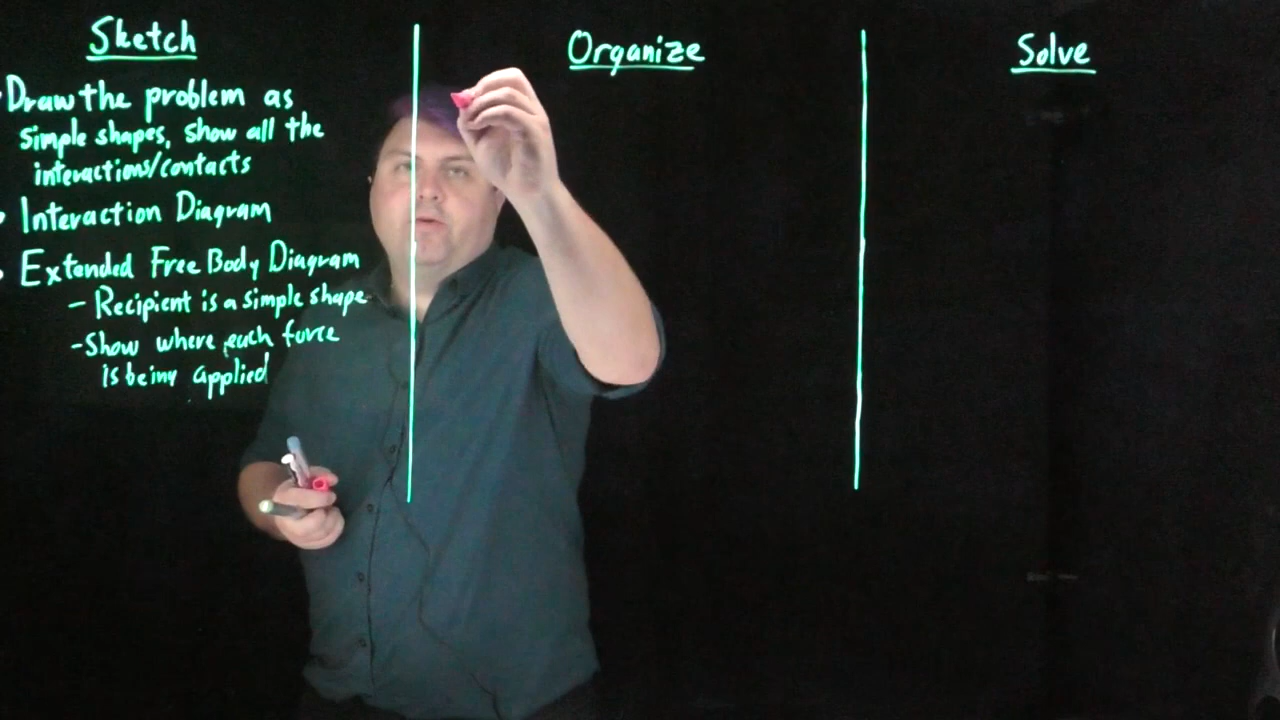 Sketch
Draw the problem as
simple shapes, show all the
interactions/contacts
• Interaction Diagram
• Extended Free Body Diagram
- Recipient is a simple shape
- Show where each force
is being applied
Organize
Solve